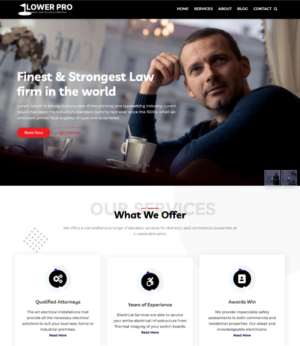 LOWER PRO
HOME SERVICES ABOUT BLOG CONTACT
Finest & Strongest Law
firm in the world
Lorem Ipsum is simply dummy text of the printing and typesetting industry. Lorem
Ipsum has been the industry's standard dummy text ever since the 1500s, when an
unknown printer took a galley of type and scrambled
Book Now
OUR SERVICES
What We Offer
We offers a comprehensive range of electrical services for domestic and commercial properties at
a reasonable price
Qualified Attorneys
The art electrical installations that
provide all the necessary electrical
solutions to suit your business, home or
industrial premises.
Read More
Years of Experience
Electrical Services are able to service
your entire electrical infrastructure from
Thermal imaging of your switch boards.
Read More
Awards Win
We provide impeccable safety
assessments to both commercial and
residential properties. Our adept and
knowledgeable electricians.
Read More